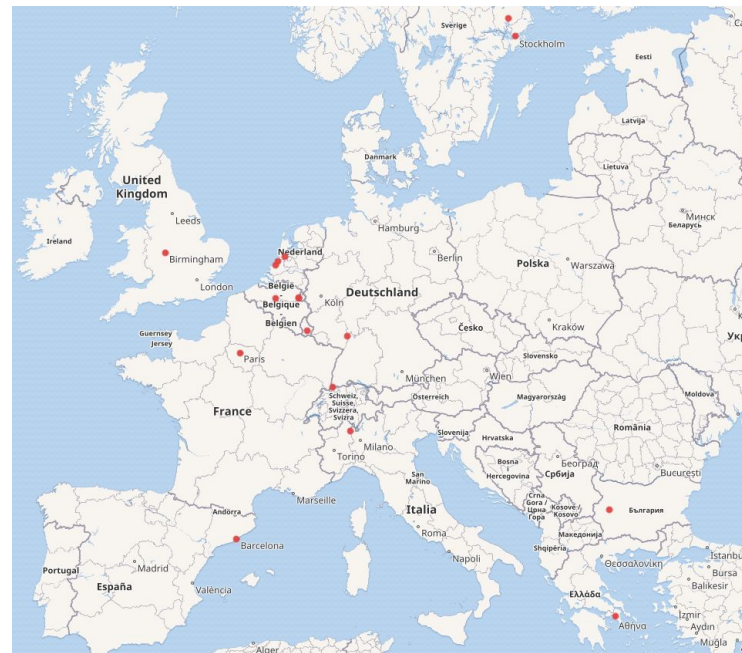 Sverige
Stockholm
Eesti
Latvija
Danmark
Lietuva
United
Kingdom
Leeds
Минск
Беларусь
Ireland
Hamburg
Birmingham
Nederland
Berlin
Polska
Warszawa
London
België
Deutschland
Köln
Belgique
Guernsey
Jersey
Belgien
Česko
Kraków
Paris
Slovensko
München
Wien
Schweiz,
Suisse,
Svizzera,
Svizra
Österreich
Magyarország
Moldova
France
Slovenija
Hrvatska
România
Milano
Torino
Bosna
i
Hercegovina
Београд
Србија
București
San
Marino
Marseille
Andorra
Crna
Gora /
Црна
Гора
Kosovë /
Kosovo
България
Italia
Roma
Македонија
Barcelona
Shqipëria
Napoli
Istanbu
Portugal
Madrid
Θεσσαλονίκη
Bursa
España
València
Balıkesir
Ελλάδα
İzmir
Αθήνα
Aydın
Muğla
Alger